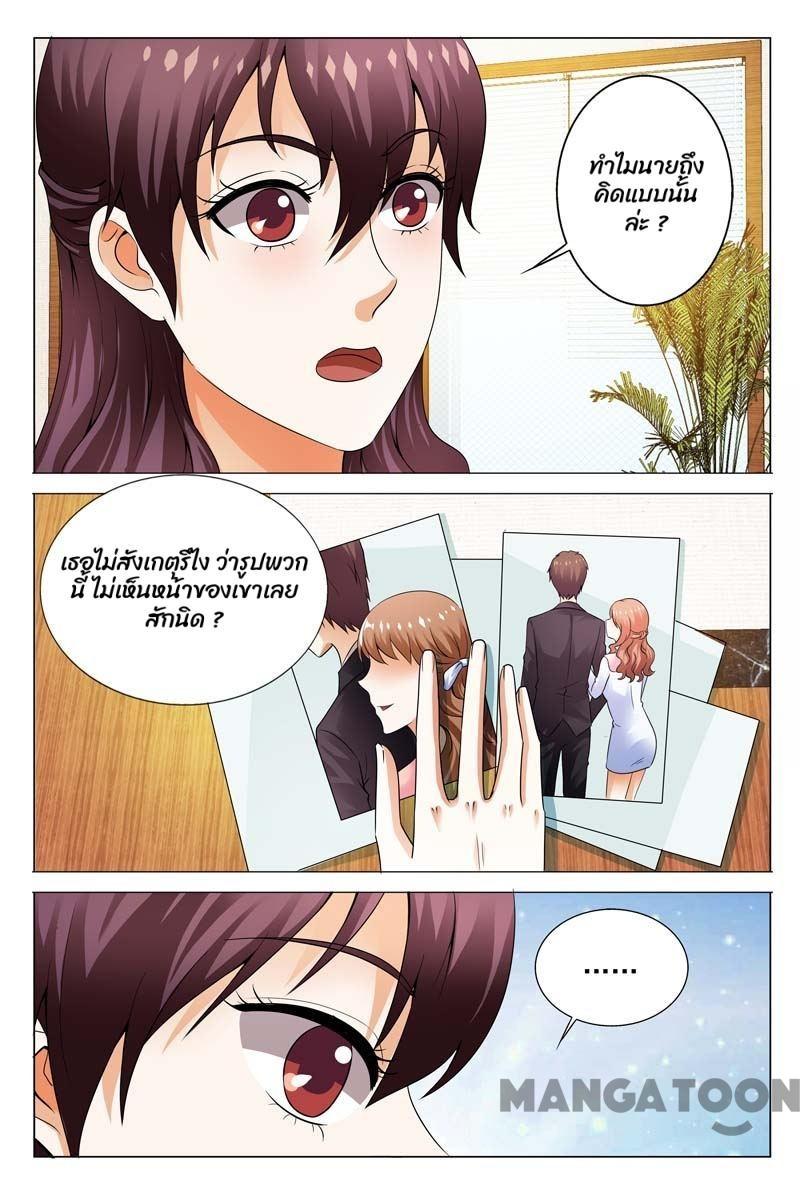 ทำไมนายถึง
คิดแบบนั้น
ล่ะ ?
เธอไม่สังเกตุรึไง ว่ารูปพวก
นี้ ไม่เห็นหน้าของเขาเลย
สักนิด ?
......
MANGATOON